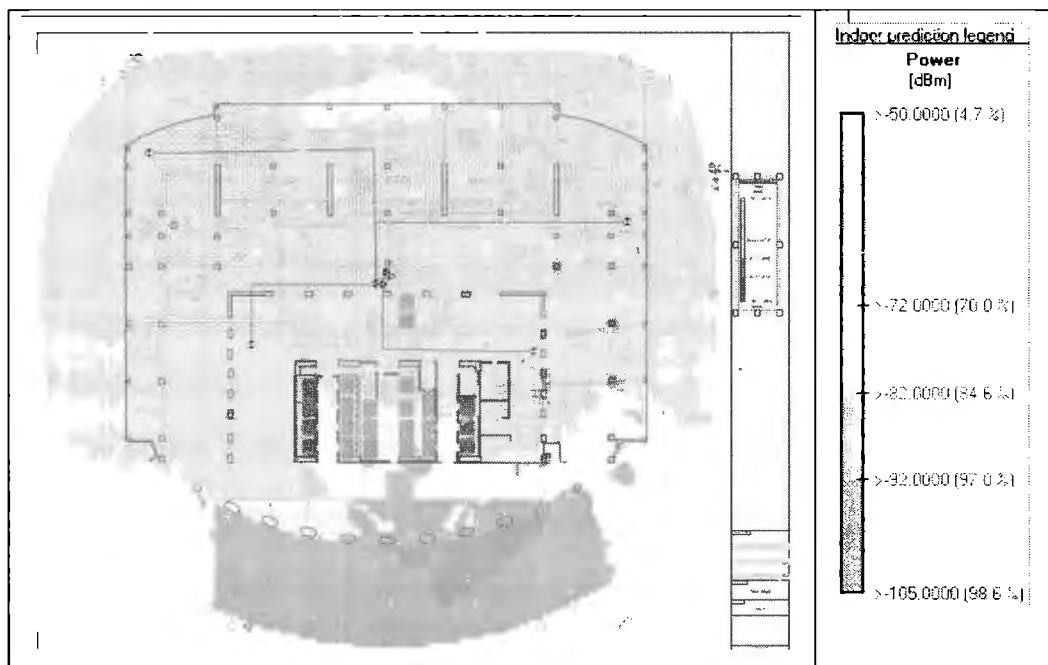 Indoor prediction legend
Power
[dBm]
>-50.0000 (4.7 %)
>-72.0000 (70.0 %)
>-82.0000 (84.6 %)
>-92.0000 (97.0 %)
>-105.0000 (98.6 %)